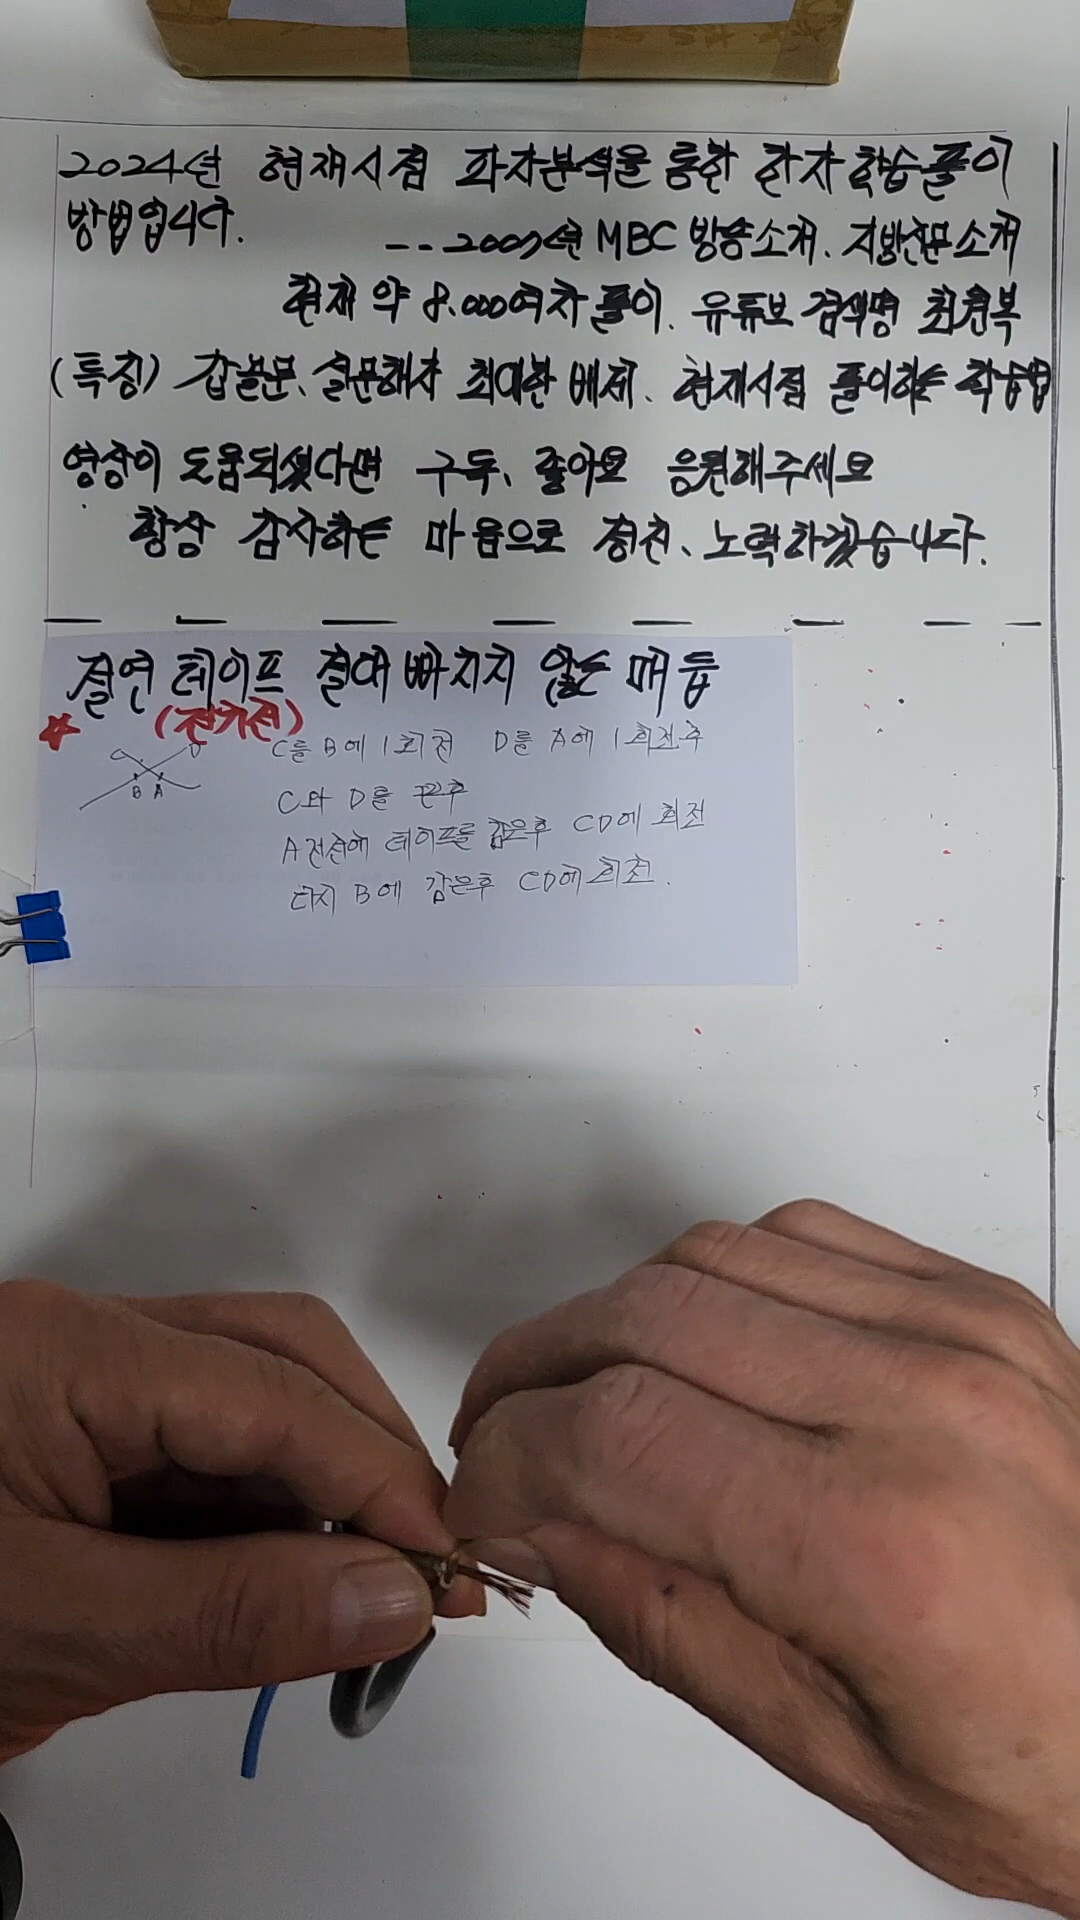 2024년 현재시점 파자분석을 통한 한자 학습풀이
방법입니다.
---2007년 MBC 방송소개. 지방신문소개
현재 약 8.000여자 풀이. 유튜브 검색명 최원복
(특징) 갑골문, 설문해자 최대한 배제. 현재시점 풀이하는 학습법
영상이 도움되셨다면 구독, 좋아요 응원해주세요
항상 감사하는 마음으로 정진, 노력하겠습니다.
절연 테이프 절대 빠지지 않는 매듭
(전기선)
C를 B에 1회전 D를 A에 1회전후
C D
B A
C와 D를 꼰후
A전선에 테이프를 감은후 CD에 회전
다시 B에 감은후 CD에 회전.